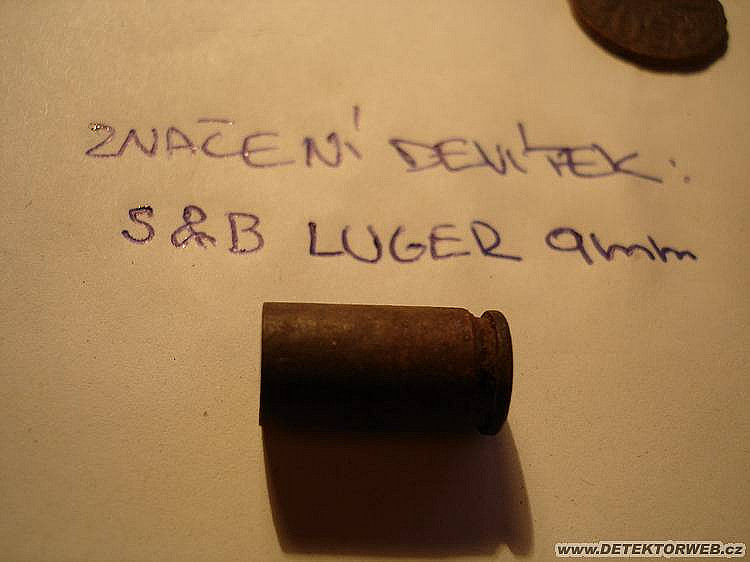 ZNAČENÍ DEVÍTEK:
S&B LUGER 9mm
www.DETEKTORWEB.cz